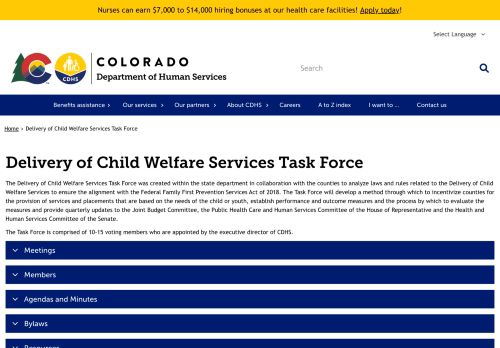 Nurses can earn $7,000 to $14,000 hiring bonuses at our health care facilities! Apply today!
Select Language
COLORADO
Department of Human Services
CDHS
Search
Benefits assistance
Our services
Our partners
About CDHS
Careers
A to Z index
I want to ...
Contact us
Home › Delivery of Child Welfare Services Task Force
Delivery of Child Welfare Services Task Force
The Delivery of Child Welfare Services Task Force was created within the state department in collaboration with the counties to analyze laws and rules related to the Delivery of Child
Welfare Services to ensure the alignment with the Federal Family First Prevention Services Act of 2018. The Task Force will develop a method through which to incentivize counties for
the provision of services and placements that are based on the needs of the child or youth, establish performance and outcome measures and the process by which to evaluate the
measures and provide quarterly updates to the Joint Budget Committee, the Public Health Care and Human Services Committee of the House of Representative and the Health and
Human Services Committee of the Senate.
The Task Force is comprised of 10-15 voting members who are appointed by the executive director of CDHS.
Meetings
Members
Agendas and Minutes
Bylaws
Resources